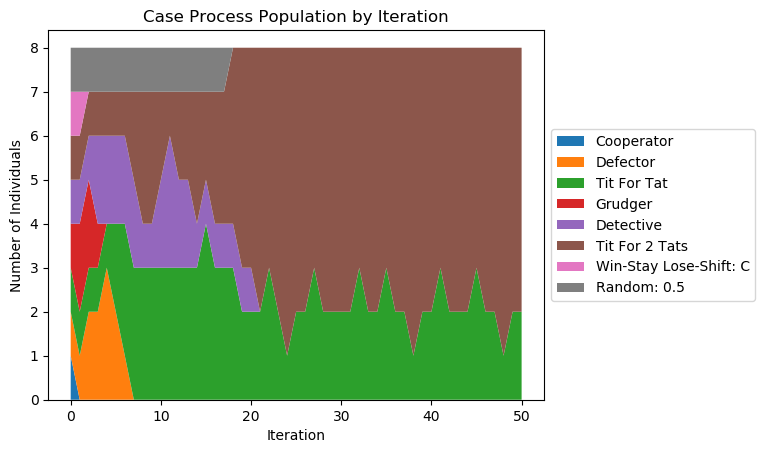 Case Process Population by Iteration
Number of Individuals
8
7
6
5
4
3
2
1
0
0 10 20 30 40 50
Iteration
Cooperator
Defector
Tit For Tat
Grudger
Detective
Tit For 2 Tats
Win-Stay Lose-Shift: C
Random: 0.5